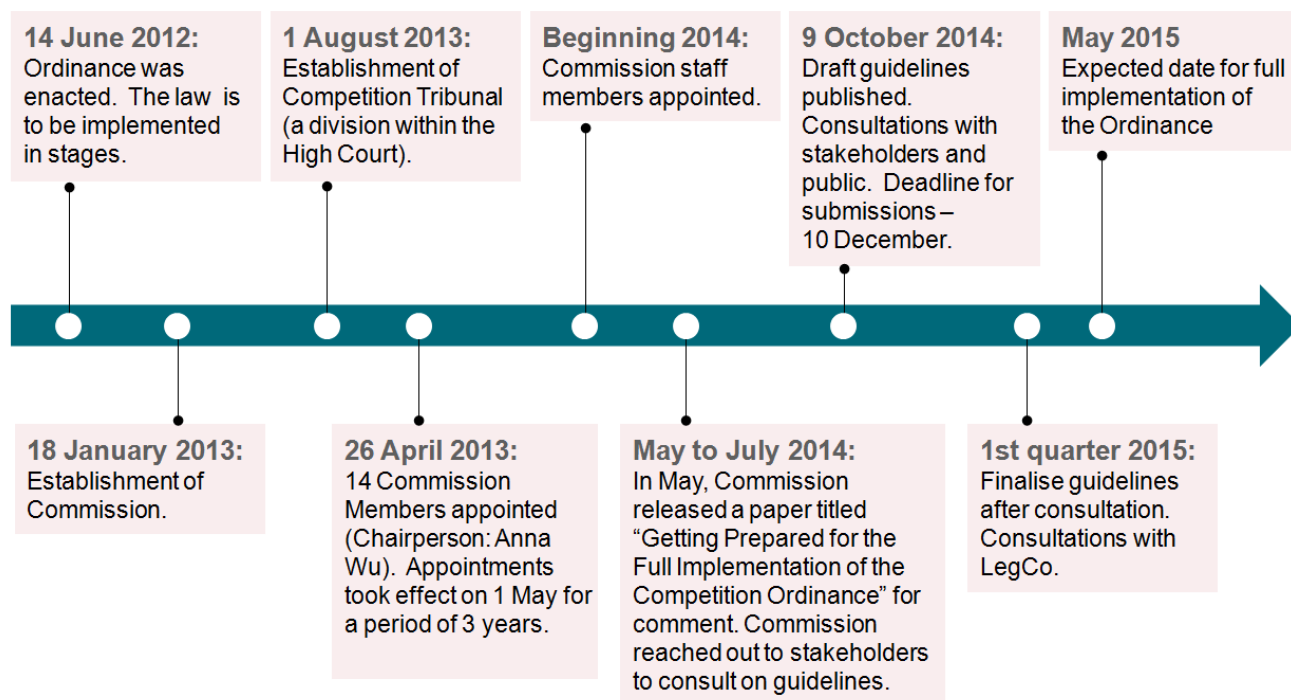 14 June 2012:
Ordinance was
enacted.  The law  is
to be implemented
in stages.
1 August 2013:
Establishment of
Competition Tribunal
(a division within the
High Court).
Beginning 2014:
Commission staff
members appointed.
9 October 2014:
Draft guidelines
published.
Consultations with
stakeholders and
public.  Deadline for
submissions –
10 December.
May 2015
Expected date for full
implementation of
the Ordinance
18 January 2013:
Establishment of
Commission.
26 April 2013:
14 Commission
Members appointed
(Chairperson: Anna
Wu).  Appointments
took effect on 1 May for
a period of 3 years.
May to July 2014:
In May, Commission
released a paper titled
“Getting Prepared for the
Full Implementation of the
Competition Ordinance” for
comment. Commission
reached out to stakeholders
to consult on guidelines.
1st quarter 2015:
Finalise guidelines
after consultation.
Consultations with
LegCo.